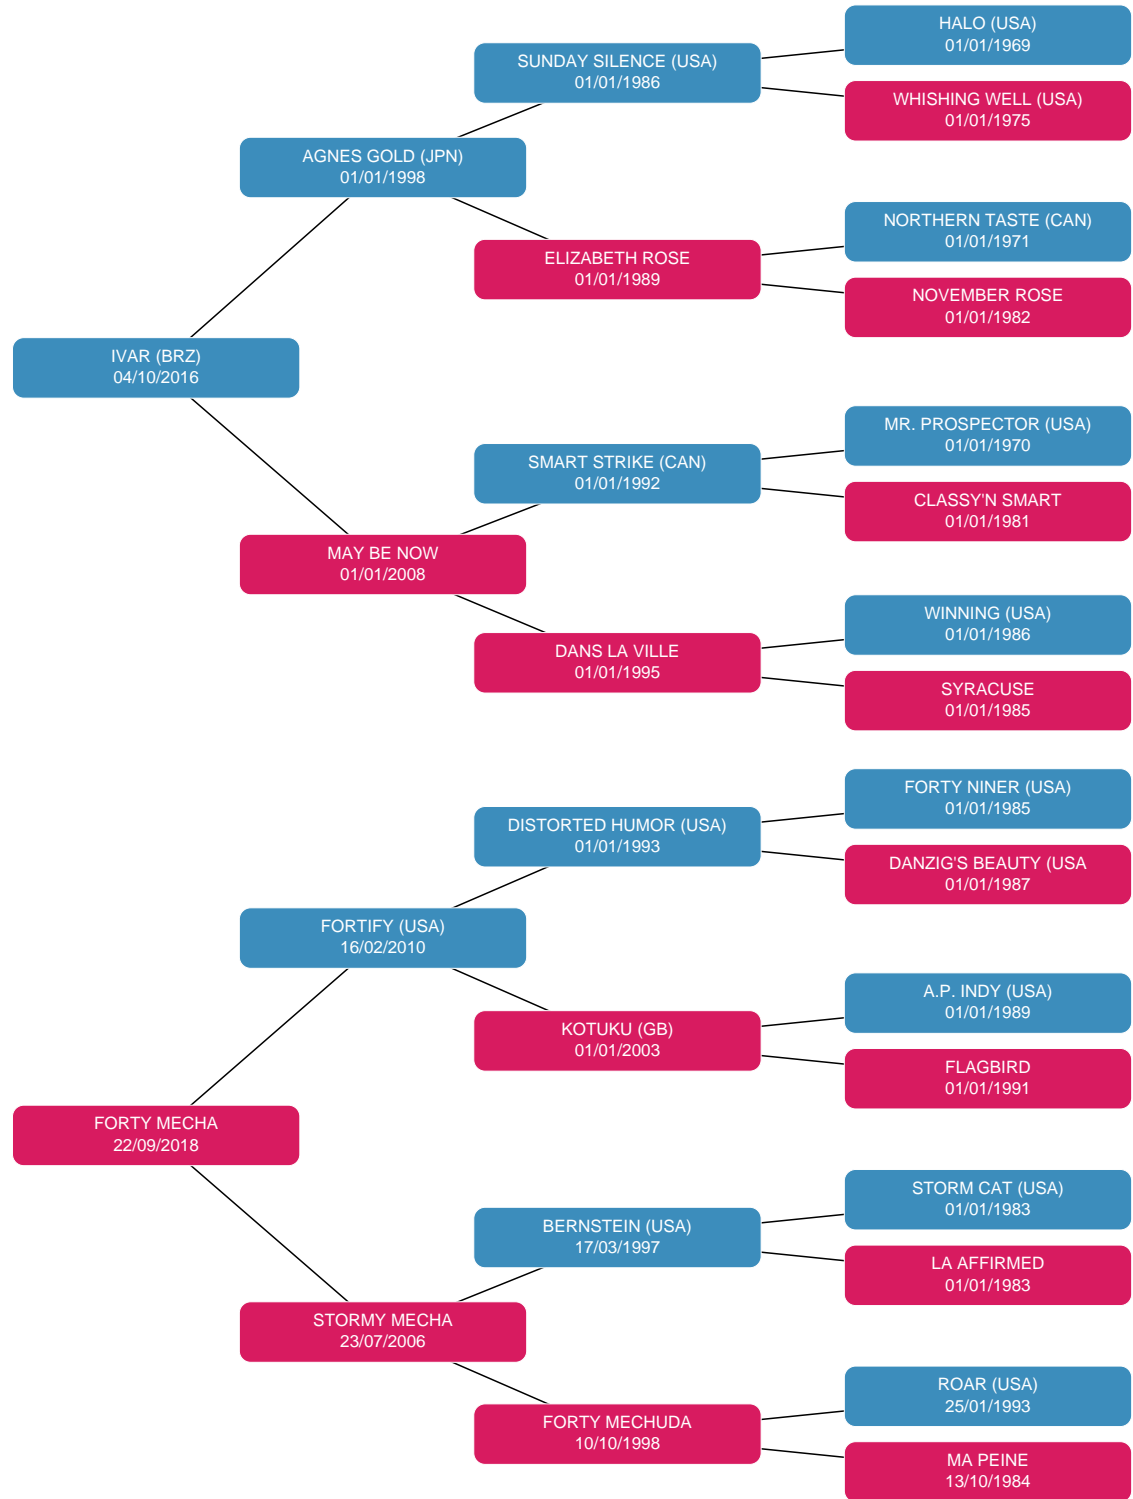 HALO (USA)
01/01/1969
SUNDAY SILENCE (USA)
01/01/1986
WHISHING WELL (USA)
01/01/1975
AGNES GOLD (JPN)
01/01/1998
NORTHERN TASTE (CAN)
01/01/1971
ELIZABETH ROSE
01/01/1989
NOVEMBER ROSE
01/01/1982
IVAR (BRZ)
04/10/2016
MR. PROSPECTOR (USA)
01/01/1970
SMART STRIKE (CAN)
01/01/1992
CLASSY'N SMART
01/01/1981
MAY BE NOW
01/01/2008
WINNING (USA)
01/01/1986
DANS LA VILLE
01/01/1995
SYRACUSE
01/01/1985
FORTY NINER (USA)
01/01/1985
DISTORTED HUMOR (USA)
01/01/1993
DANZIG'S BEAUTY (USA
01/01/1987
FORTIFY (USA)
16/02/2010
A.P. INDY (USA)
01/01/1989
KOTUKU (GB)
01/01/2003
FLAGBIRD
01/01/1991
FORTY MECHA
22/09/2018
STORM CAT (USA)
01/01/1983
BERNSTEIN (USA)
17/03/1997
LA AFFIRMED
01/01/1983
STORMY MECHA
23/07/2006
ROAR (USA)
25/01/1993
FORTY MECHUDA
10/10/1998
MA PEINE
13/10/1984